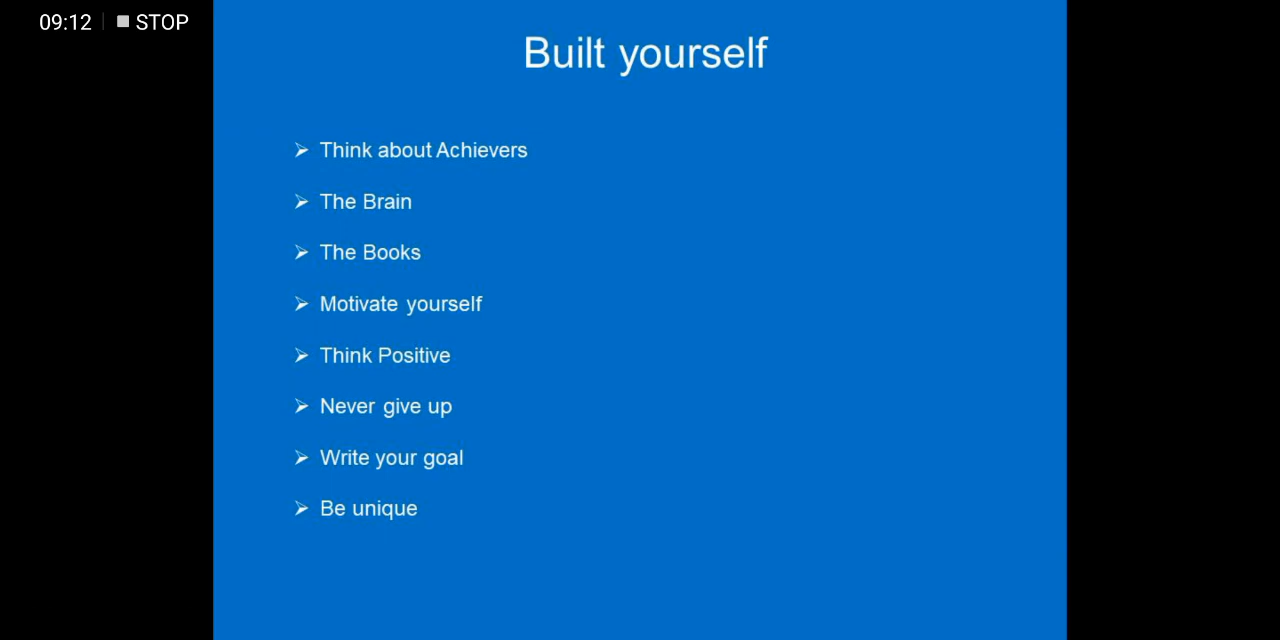 09:12 STOP
Built yourself
➢ Think about Achievers
➢ The Brain
➢ The Books
➢ Motivate yourself
➢ Think Positive
➢ Never give up
➢ Write your goal
➢ Be unique